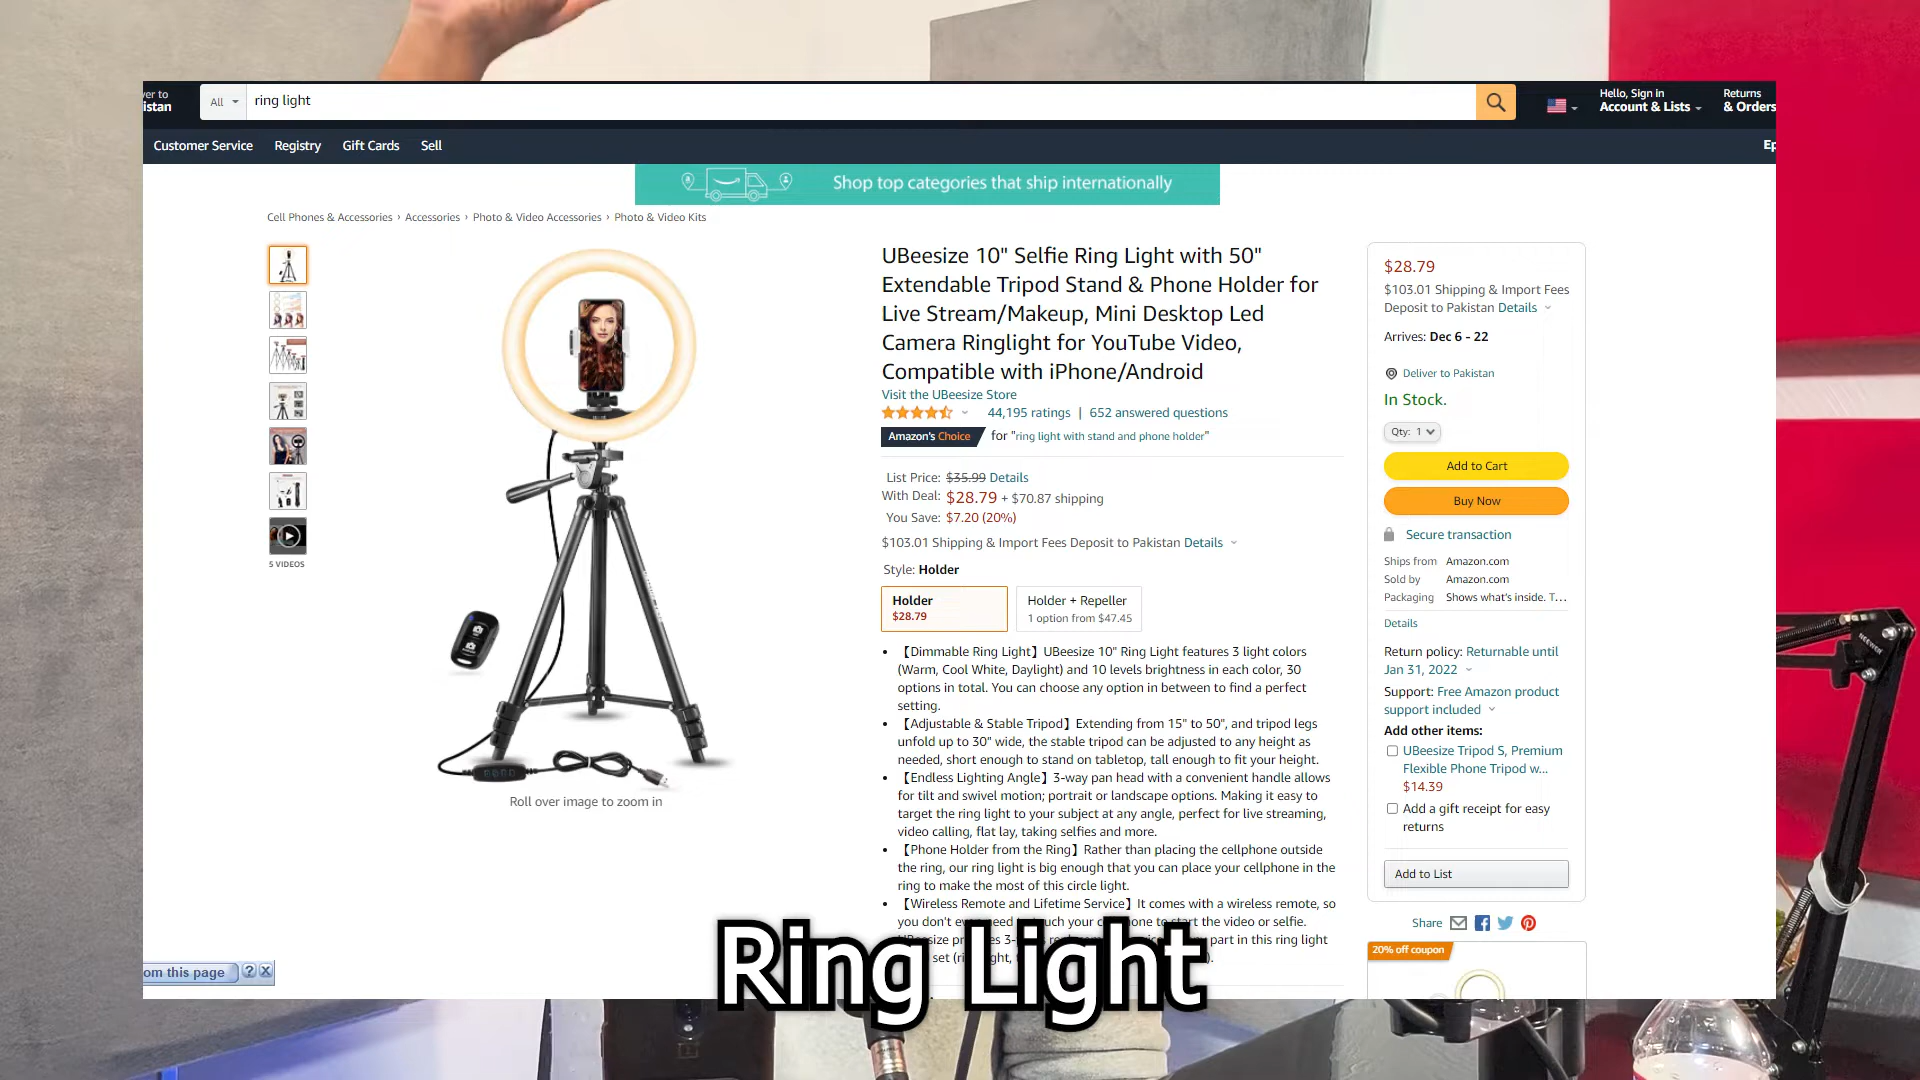 ver to
istan
All
ring light
Hello, Sign in
Account & Lists
Returns
& Orders
Customer Service
Registry
Gift Cards
Sell
Shop top categories that ship internationally
Cell Phones & Accessories › Accessories › Photo & Video Accessories › Photo & Video Kits
5 VIDEOS
Roll over image to zoom in
UBeesize 10" Selfie Ring Light with 50"
Extendable Tripod Stand & Phone Holder for
Live Stream/Makeup, Mini Desktop Led
Camera Ringlight for YouTube Video,
Compatible with iPhone/Android
Visit the UBeesize Store
44,195 ratings | 652 answered questions
Amazon's Choice for "ring light with stand and phone holder"
List Price: $35.99 Details
With Deal: $28.79 + $70.87 shipping
You Save: $7.20 (20%)
$103.01 Shipping & Import Fees Deposit to Pakistan Details
Style: Holder
Holder
$28.79
Holder + Repeller
1 option from $47.45
• 【Dimmable Ring Light】UBeesize 10" Ring Light features 3 light colors
(Warm, Cool White, Daylight) and 10 levels brightness in each color, 30
options in total. You can choose any option in between to find a perfect
setting.
• 【Adjustable & Stable Tripod】Extending from 15" to 50", and tripod legs
unfold up to 30" wide, the stable tripod can be adjusted to any height as
needed, short enough to stand on tabletop, tall enough to fit your height.
• 【Endless Lighting Angle】3-way pan head with a convenient handle allows
for tilt and swivel motion; portrait or landscape options. Making it easy to
target the ring light to your subject at any angle, perfect for live streaming,
video calling, flat lay, taking selfies and more.
• 【Phone Holder from the Ring】Rather than placing the cellphone outside
the ring, our ring light is big enough that you can place your cellphone in the
ring to make the most of this circle light.
• 【Wireless Remote and Lifetime Service】It comes with a wireless remote, so
you don't need touch your to start the video or selfie.
part in this ring light
set
$28.79
$103.01 Shipping & Import Fees
Deposit to Pakistan Details
Arrives: Dec 6 - 22
Deliver to Pakistan
In Stock.
Qty: 1
Add to Cart
Buy Now
Secure transaction
Ships from Amazon.com
Sold by Amazon.com
Packaging Shows what's inside. T…
Details
Return policy: Returnable until
Jan 31, 2022
Support: Free Amazon product
support included
Add other items:
UBeesize Tripod S, Premium
Flexible Phone Tripod w...
$14.39
Add a gift receipt for easy
returns
Add to List
Share
20% off coupon
om this page ? X
Ring Light
NEEWER